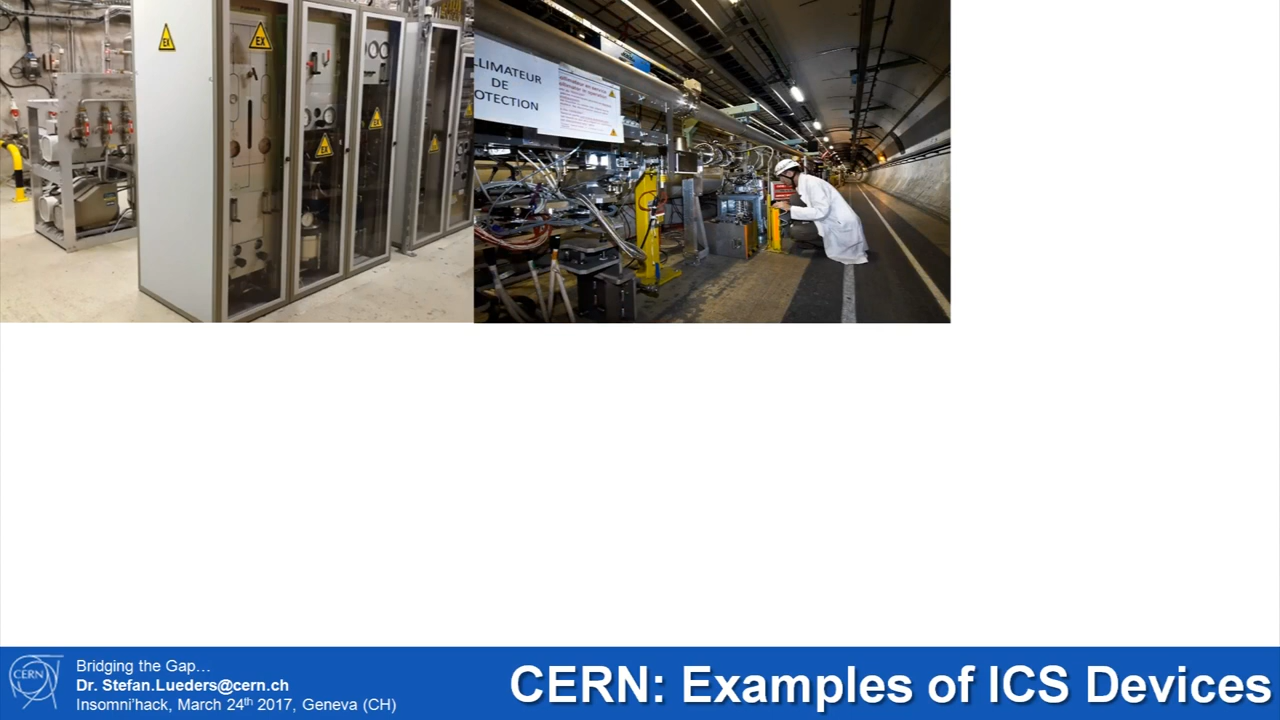 EX
EX
EX
EX
LLIMATEUR
DE
OTECTION
CERN
Bridging the Gap…
Dr. Stefan.Lueders@cern.ch
Insomni'hack, March 24th 2017, Geneva (CH)
CERN: Examples of ICS Devices